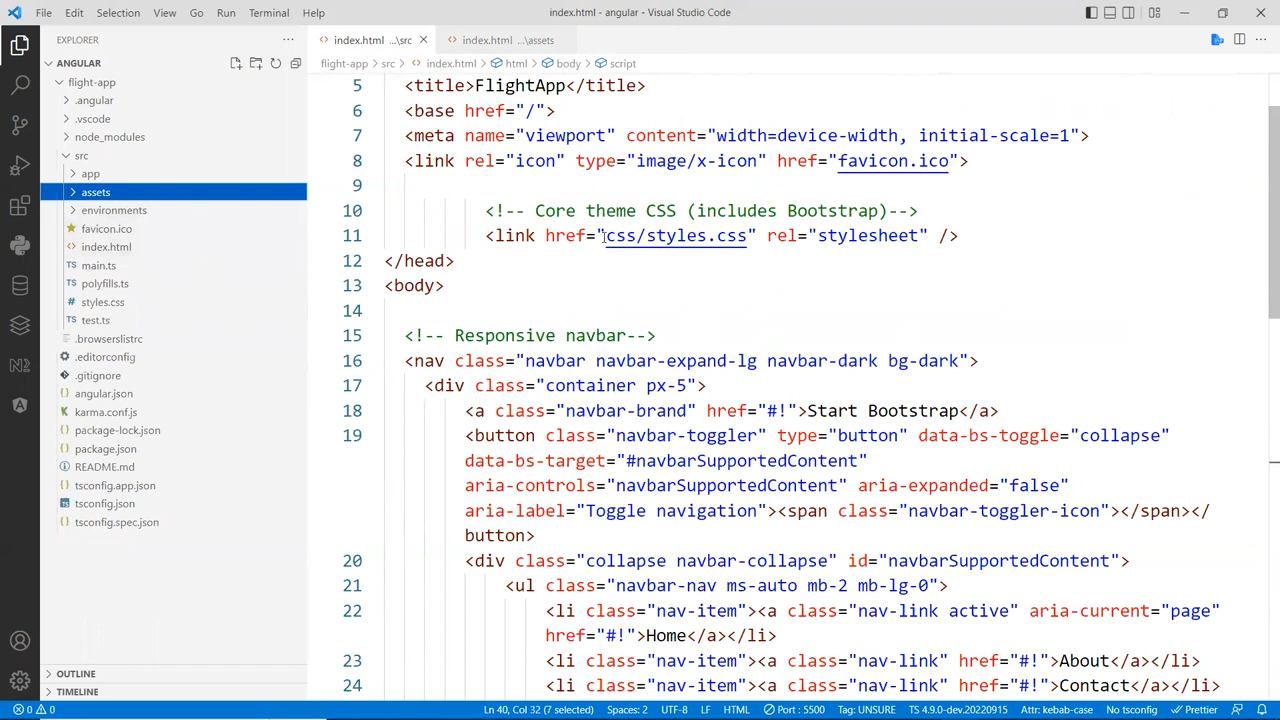 File Edit Selection View Go Run Terminal Help
index.html - angular - Visual Studio Code
EXPLORER
ANGULAR
flight-app
.angular
.vscode
node_modules
src
app
assets
environments
favicon.ico
index.html
TS main.ts
TS polyfills.ts
styles.css
TS test.ts
.browserslistrc
.editorconfig
.gitignore
{} angular.json
karma.conf.js
{} package-lock.json
{} package.json
README.md
{} tsconfig.app.json
tsconfig.json
{} tsconfig.spec.json
OUTLINE
TIMELINE
index.html ...\src index.html ...\assets
flight-app > src > index.html > html > body > script
5 <title>FlightApp</title>
6 <base href="/">
7 <meta name="viewport" content="width=device-width, initial-scale=1">
8 <link rel="icon" type="image/x-icon" href="favicon.ico">
9
10 <!-- Core theme CSS (includes Bootstrap)-->
11 <link href="css/styles.css" rel="stylesheet" />
12 </head>
13 <body>
14
15 <!-- Responsive navbar-->
16 <nav class="navbar navbar-expand-lg navbar-dark bg-dark">
17 <div class="container px-5">
18 <a class="navbar-brand" href="#!">Start Bootstrap</a>
19 <button class="navbar-toggler" type="button" data-bs-toggle="collapse"
data-bs-target="#navbarSupportedContent"
aria-controls="navbarSupportedContent" aria-expanded="false"
aria-label="Toggle navigation"><span class="navbar-toggler-icon"></span></
button>
20 <div class="collapse navbar-collapse" id="navbarSupportedContent">
21 <ul class="navbar-nav ms-auto mb-2 mb-lg-0">
22 <li class="nav-item"><a class="nav-link active" aria-current="page"
href="#!">Home</a></li>
23 <li class="nav-item"><a class="nav-link" href="#!">About</a></li>
24 <li class="nav-item"><a class="nav-link" href="#!">Contact</a></li>
0 0 Ln 40, Col 32 (7 selected) Spaces: 2 UTF-8 LF HTML Port : 5500 Tag: UNSURE TS 4.9.0-dev.20220915 Attr: kebab-case No tsconfig Prettier